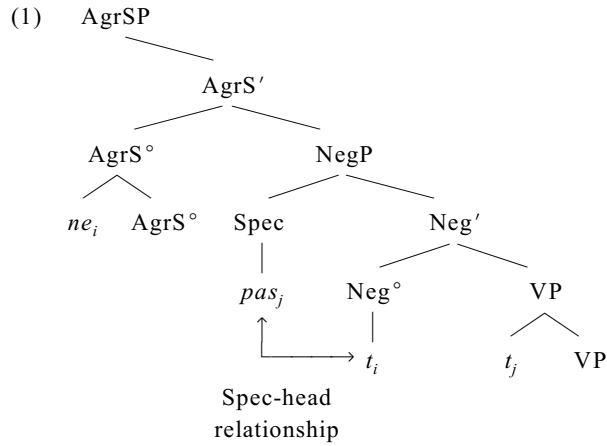 (1) AgrSP
AgrS′
AgrS° NegP
ne_i AgrS° Spec Neg′
pas_j Neg° VP
t_i t_j VP
Spec-head
relationship